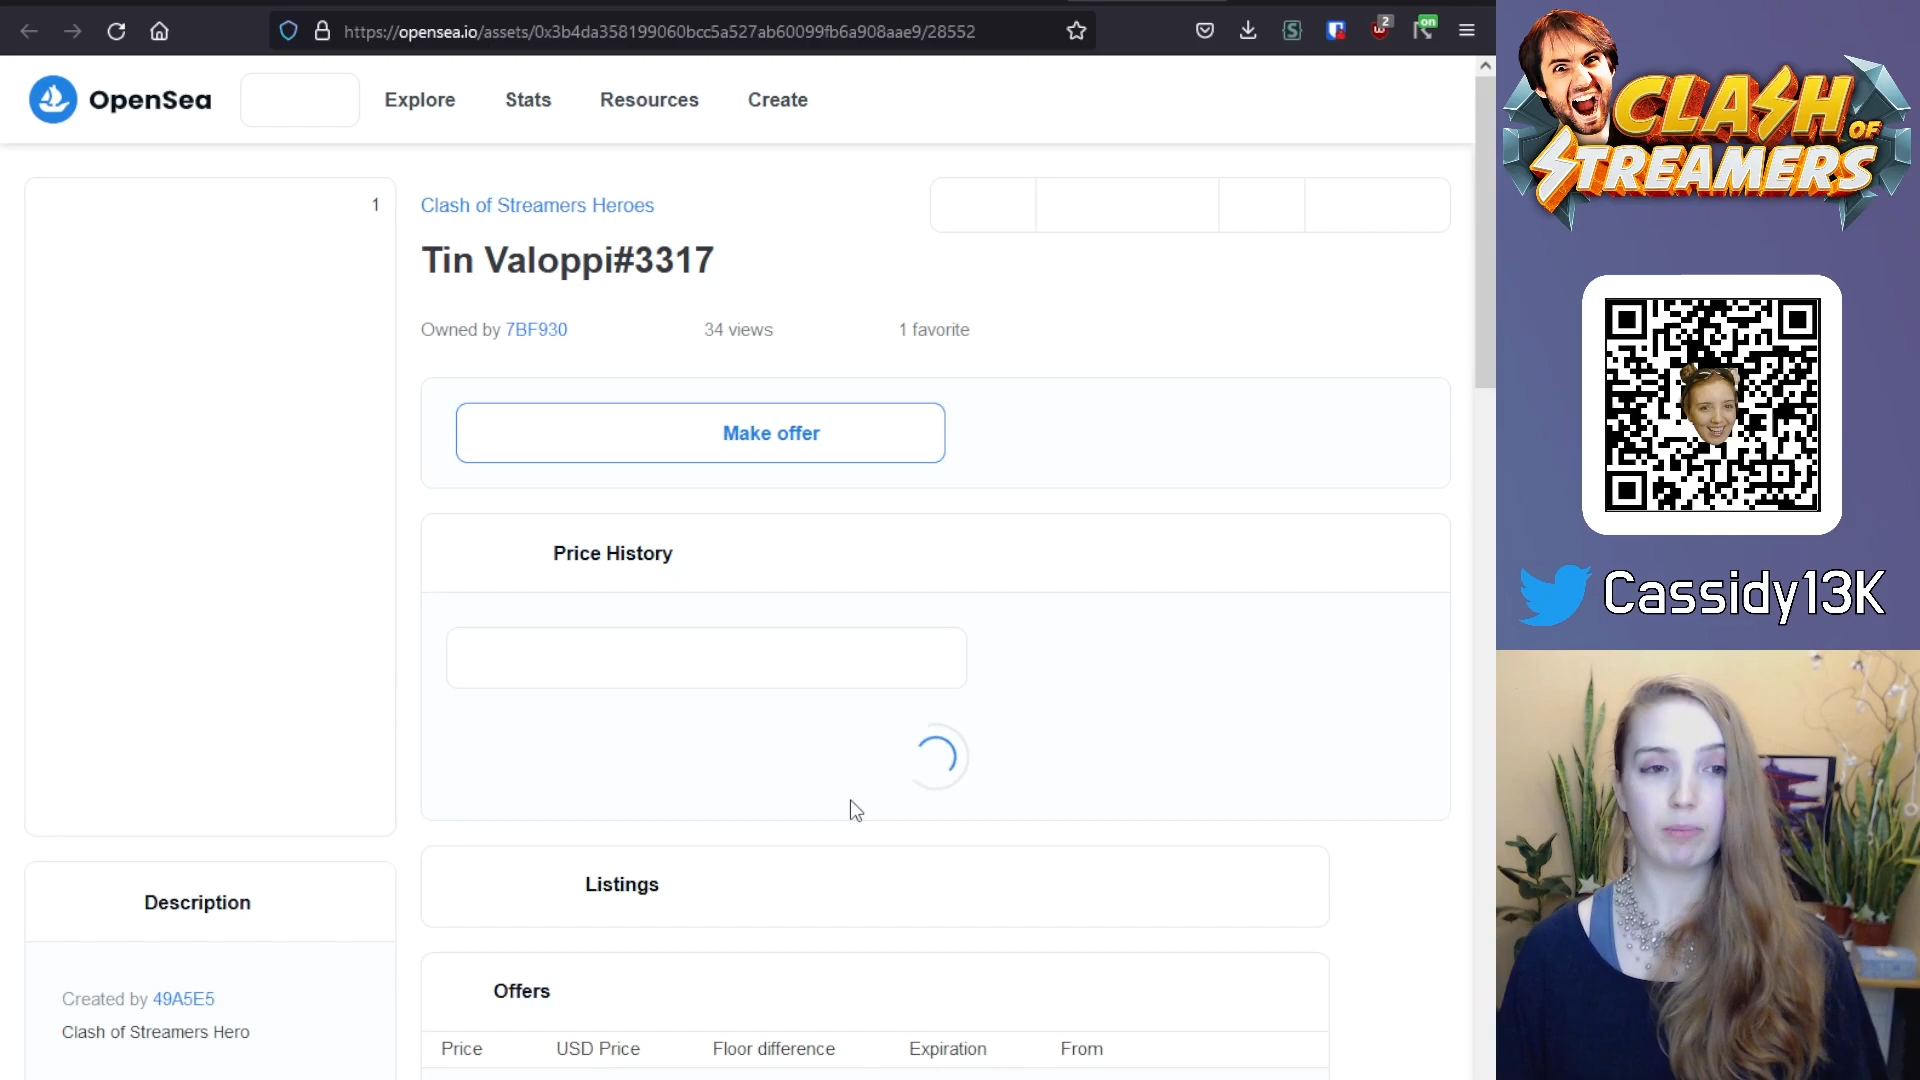 https://opensea.io/assets/0x3b4da358199060bcc5a527ab60099fb6a908aae9/28552
2
on
OpenSea
Explore
Stats
Resources
Create
1
Clash of Streamers Heroes
Tin Valoppi#3317
Owned by 7BF930
34 views
1 favorite
Make offer
Price History
Listings
Description
Offers
Created by 49A5E5
Clash of Streamers Hero
Price
USD Price
Floor difference
Expiration
From
CLASH OF
STREAMERS
Cassidy13K